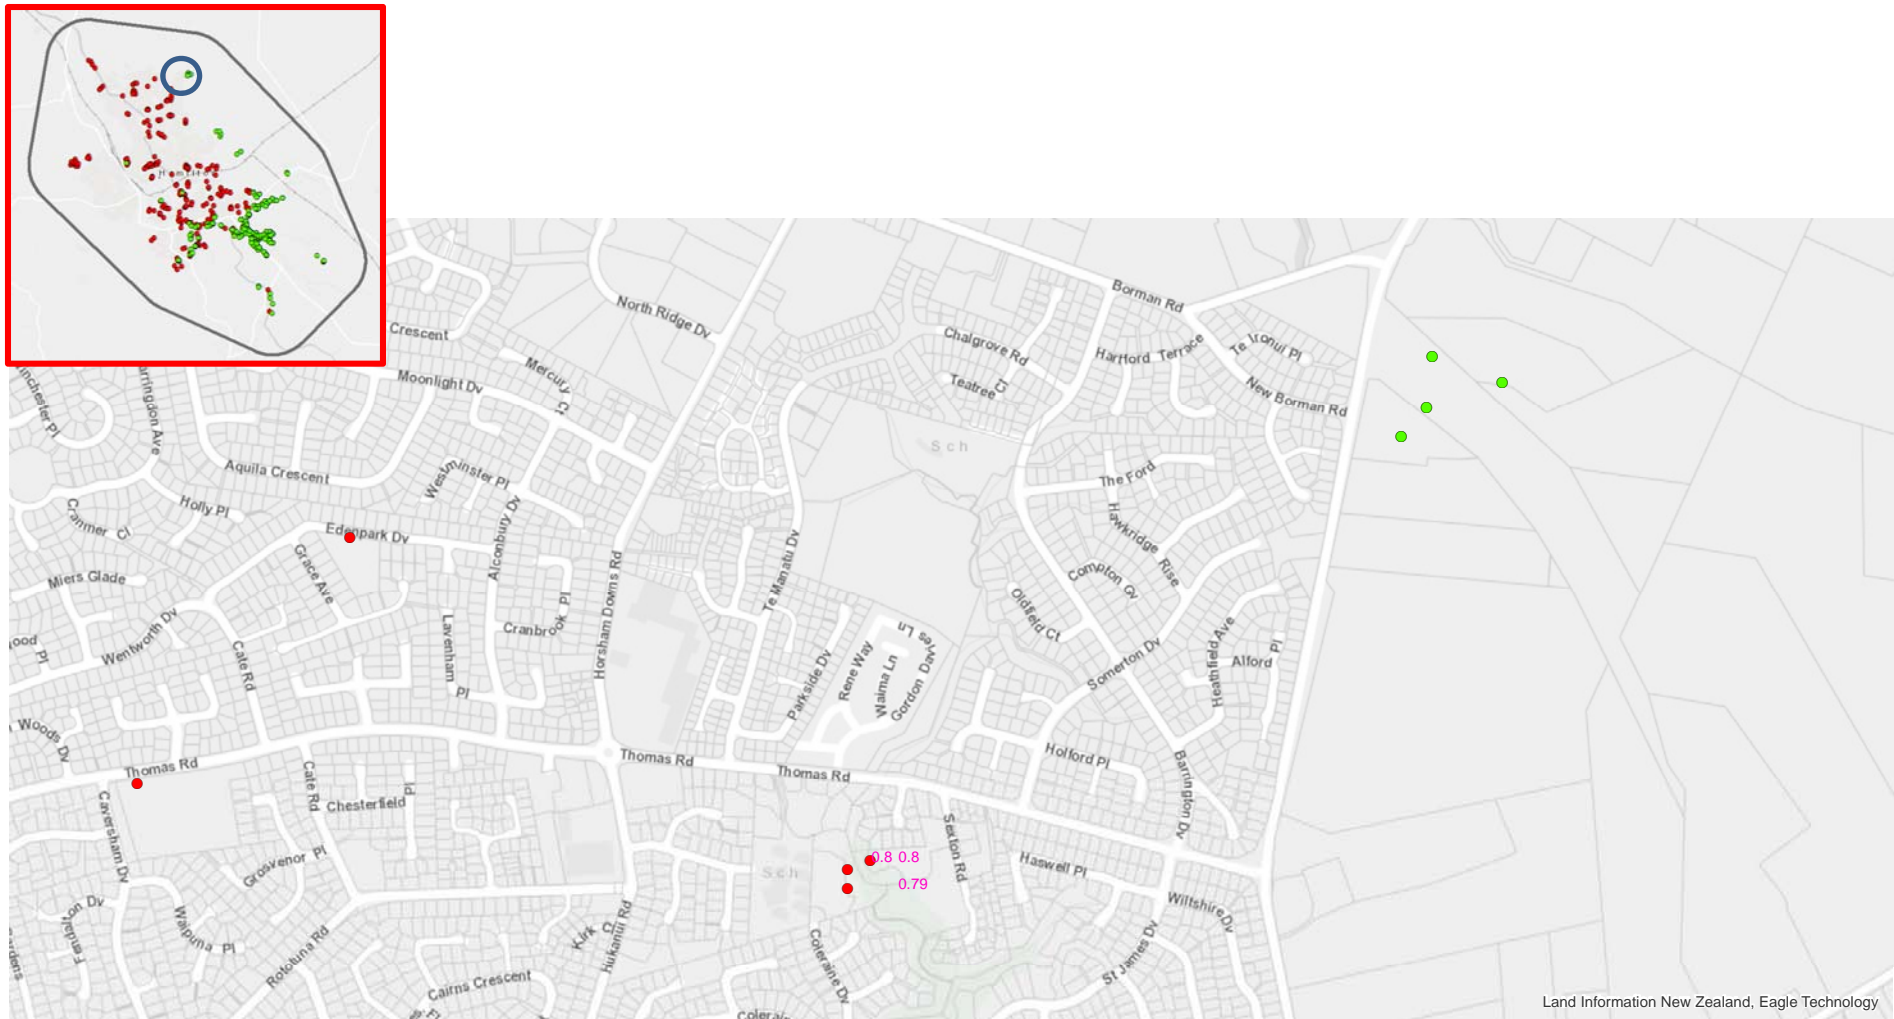 Hamilton
Borman Rd
North Ridge Dv
Crescent
Chalgrove Rd
Hartford Terrace
Te Ironui Pl
Mercury Ct
Moonlight Dv
Teatree Ct
New Borman Rd
Sch
Aquila Crescent
Westminster Pl
The Ford
Holly Pl
Cranmer Cl
Edenpark Dv
Alconbury Dv
Hawkridge Rise
Te Manatu Dv
Grace Ave
Miers Glade
Compton Gv
Horsham Downs Rd
Oldfield Ct
Wentworth Dv
Lavenham Pl
Cranbrook Pl
Cate Rd
Parkside Dv
Rene Way
Waima Ln
Gordon Davies Ln
Somerton Dv
Heathfield Ave
Alford Pl
Woods Dv
Thomas Rd
Thomas Rd
Thomas Rd
Holford Pl
Barrington Dv
Cate Rd
Chesterfield Pl
Caversham Dv
Grosvenor Pl
Sexton Rd
0.8 0.8
0.79
Sch
Haswell Pl
Waipuna Pl
Wiltshire Dv
Rototuna Rd
Kirk Cl
Hukanui Rd
Coleraine Dv
St James Dv
Cairns Crescent
Land Information New Zealand, Eagle Technology